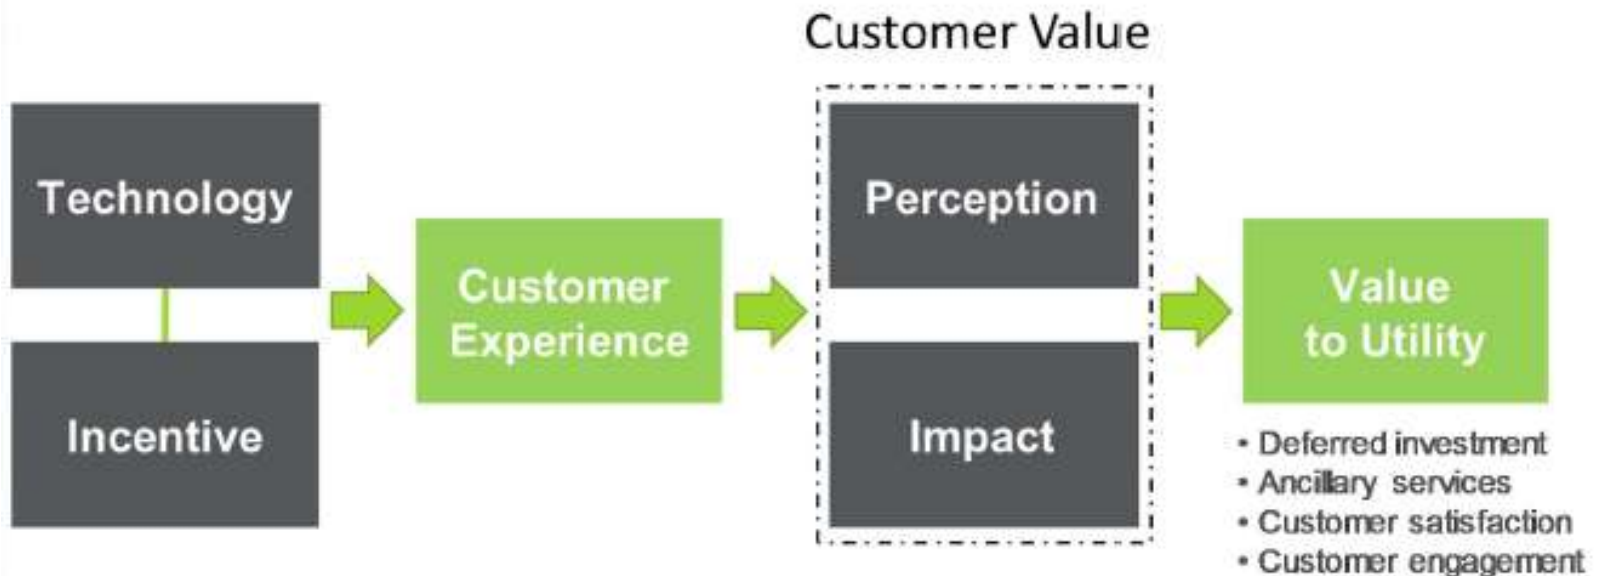 Customer Value
Technology
Incentive
Customer
Experience
Perception
Impact
Value
to Utility
• Deferred investment
• Ancillary services
• Customer satisfaction
• Customer engagement